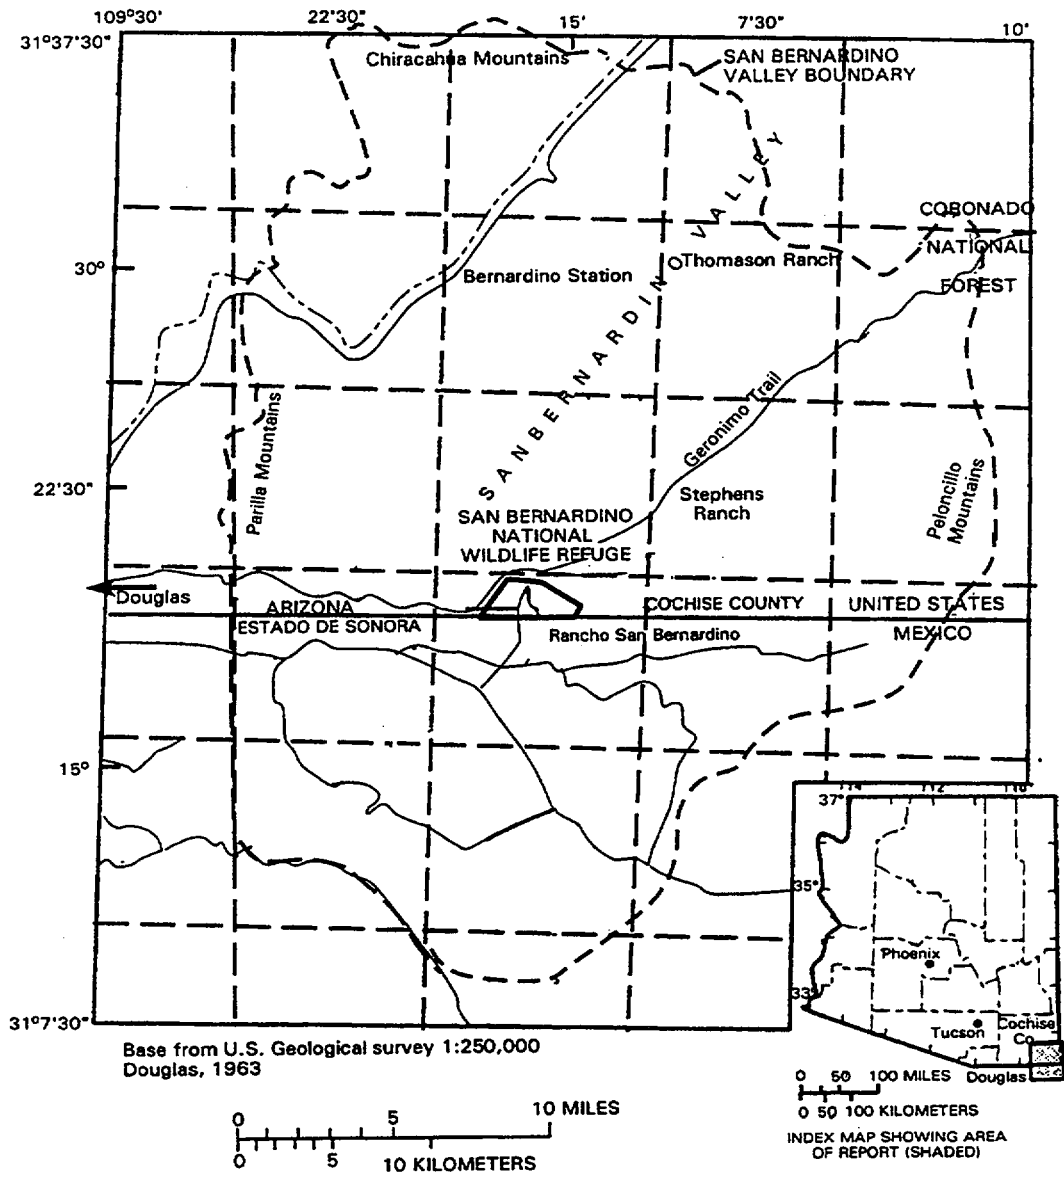 109°30' 22'30" 15' 7'30" 10'
31°37'30"
Chiracahua Mountains
SAN BERNARDINO
VALLEY BOUNDARY
CORONADO
NATIONAL
FOREST
30°
Bernardino Station
Thomason Ranch
SAN BERNARDINO VALLEY
Geronimo Trail
Parilla Mountains
22'30"
Stephens
Ranch
Peloncillo
Mountains
SAN BERNARDINO
NATIONAL
WILDLIFE REFUGE
Douglas
ARIZONA
COCHISE COUNTY
UNITED STATES
ESTADO DE SONORA
Rancho San Bernardino
MEXICO
15°
31°7'30"
Base from U.S. Geological survey 1:250,000
Douglas, 1963
0 5 10 MILES
0 5 10 KILOMETERS
37°
35°
Phoenix
33°
Tucson
Cochise
Co
Douglas
0 50 100 MILES
0 50 100 KILOMETERS
INDEX MAP SHOWING AREA
OF REPORT (SHADED)